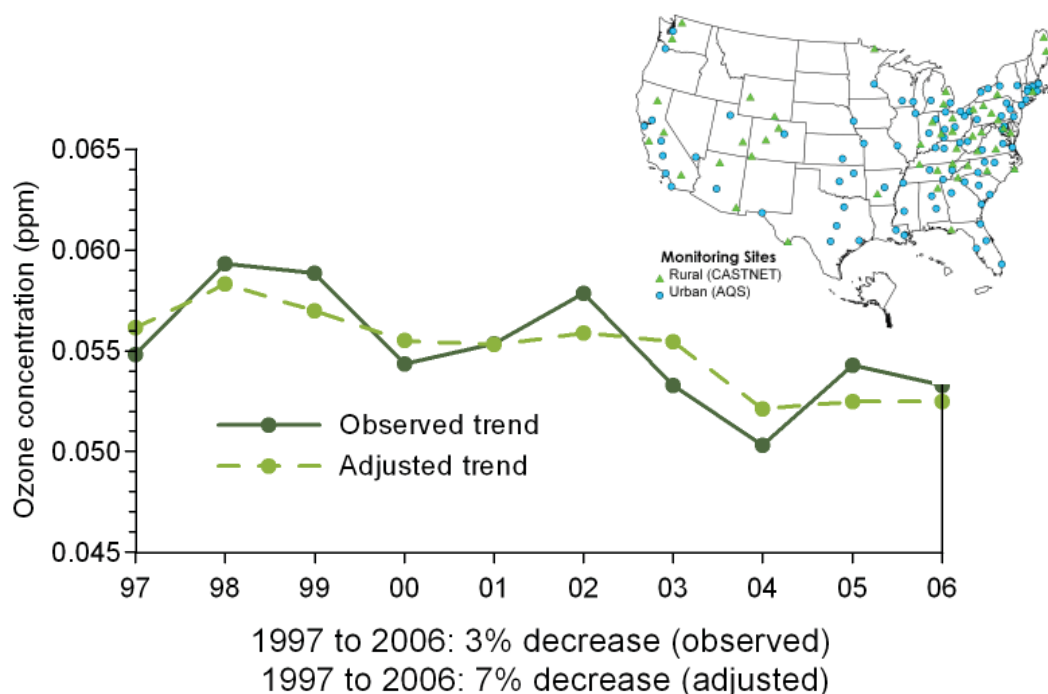 Monitoring Sites
Rural (CASTNET)
Urban (AQS)
Ozone concentration (ppm)
0.065
0.060
0.055
0.050
0.045
Observed trend
Adjusted trend
97 98 99 00 01 02 03 04 05 06
1997 to 2006: 3% decrease (observed)
1997 to 2006: 7% decrease (adjusted)